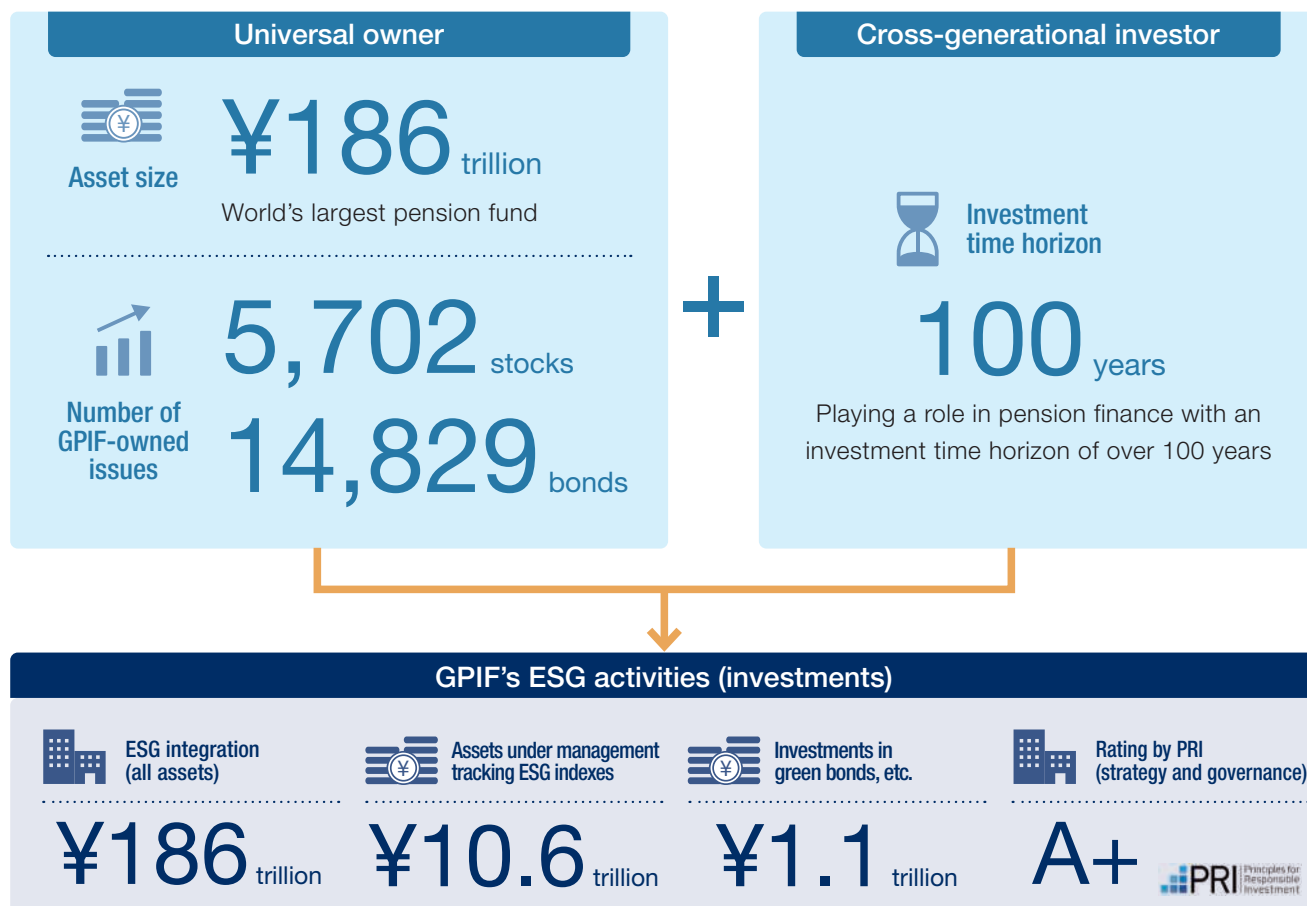 Universal owner
¥
Asset size
¥186 trillion
World's largest pension fund
Number of
GPIF-owned
issues
5,702 stocks
14,829 bonds
+
Cross-generational investor
Investment
time horizon
100 years
Playing a role in pension finance with an
investment time horizon of over 100 years
GPIF's ESG activities (investments)
ESG integration
(all assets)
¥186 trillion
¥
Assets under management
tracking ESG indexes
¥10.6 trillion
¥
Investments in
green bonds, etc.
¥1.1 trillion
Rating by PRI
(strategy and governance)
A+
PRI
Principles for
Responsible
Investment